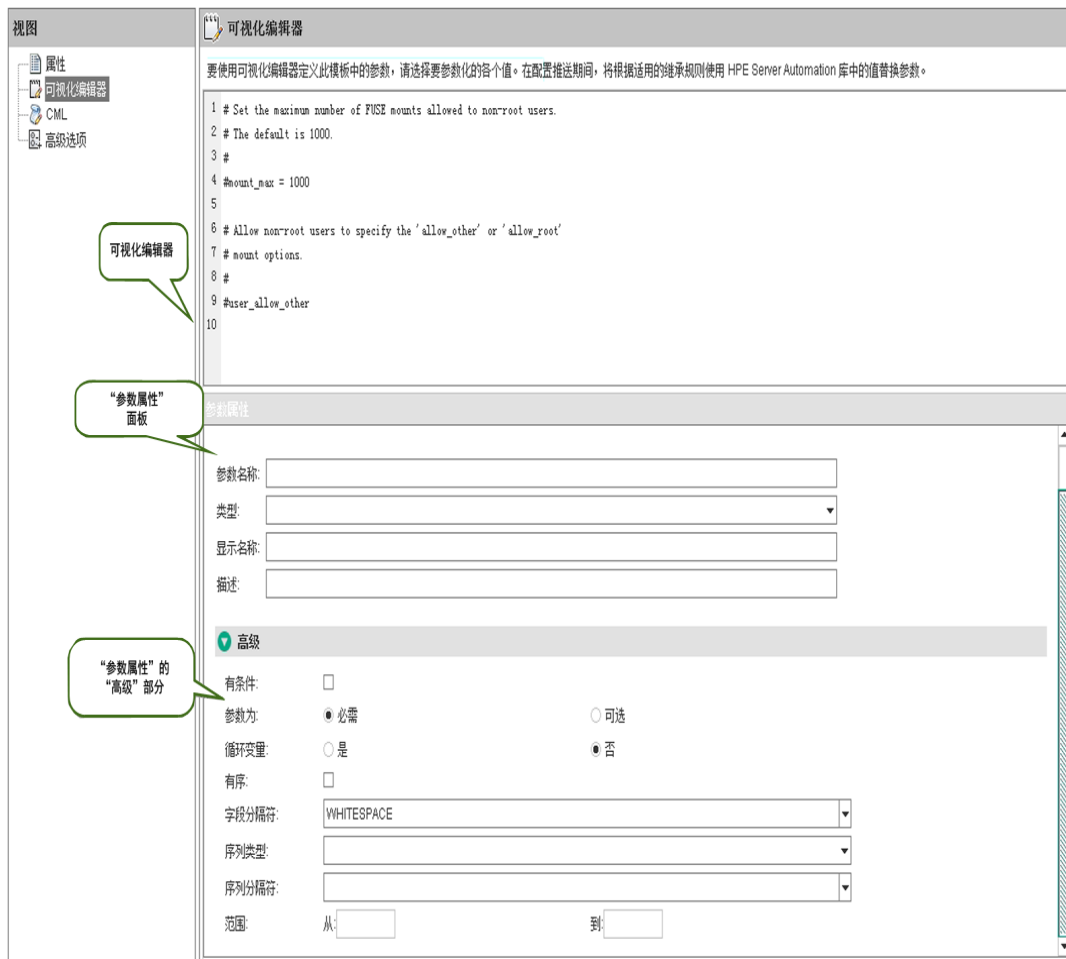 视图
属性
可视化编辑器
CML
高级选项
可视化编辑器
要使用可视化编辑器定义此模板中的参数，请选择要参数化的各个值。在配置推送期间，将根据适用的继承规则使用 HPE Server Automation 库中的值替换参数。
1 # Set the maximum number of FUSE mounts allowed to non-root users.
2 # The default is 1000.
3 #
4 #mount_max = 1000
5
6 # Allow non-root users to specify the 'allow_other' or 'allow_root'
7 # mount options.
8 #
9 #user_allow_other
10
可视化编辑器
“参数属性”
面板
参数属性
参数名称:
类型:
显示名称:
描述:
高级
“参数属性”的
“高级”部分
有条件:
参数为: 必需 可选
循环变量: 是 否
有序:
字段分隔符: WHITESPACE
序列类型:
序列分隔符:
范围: 从: 到: